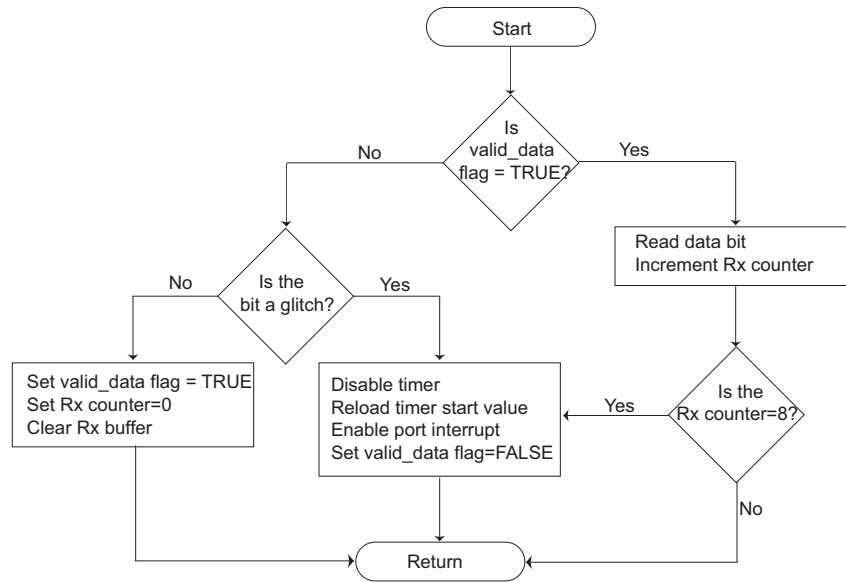 Start
Is
valid_data
flag = TRUE?
No
Yes
Read data bit
Increment Rx counter
Is the
bit a glitch?
No
Yes
Set valid_data flag = TRUE
Set Rx counter=0
Clear Rx buffer
Disable timer
Reload timer start value
Enable port interrupt
Set valid_data flag=FALSE
Is the
Rx counter=8?
Yes
No
Return